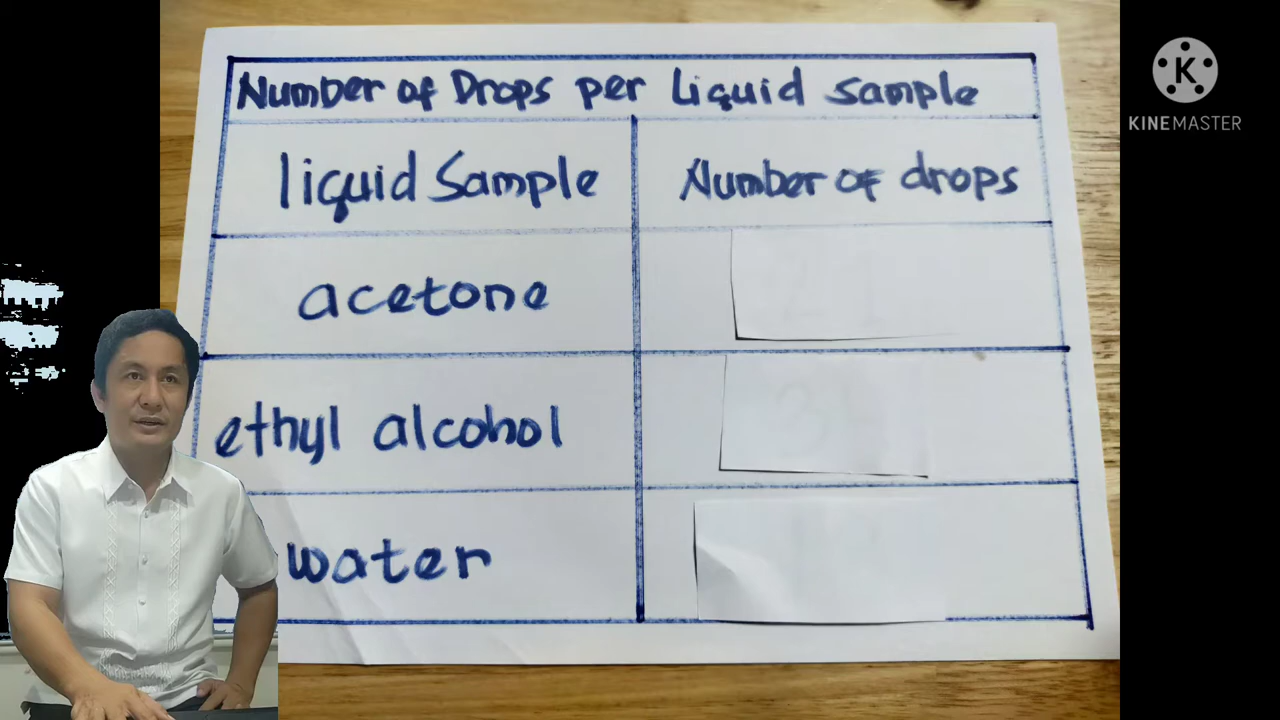 Number of Drops per Liquid Sample
liquid Sample
Number of drops
acetone
ethyl alcohol
water
K
KINEMASTER